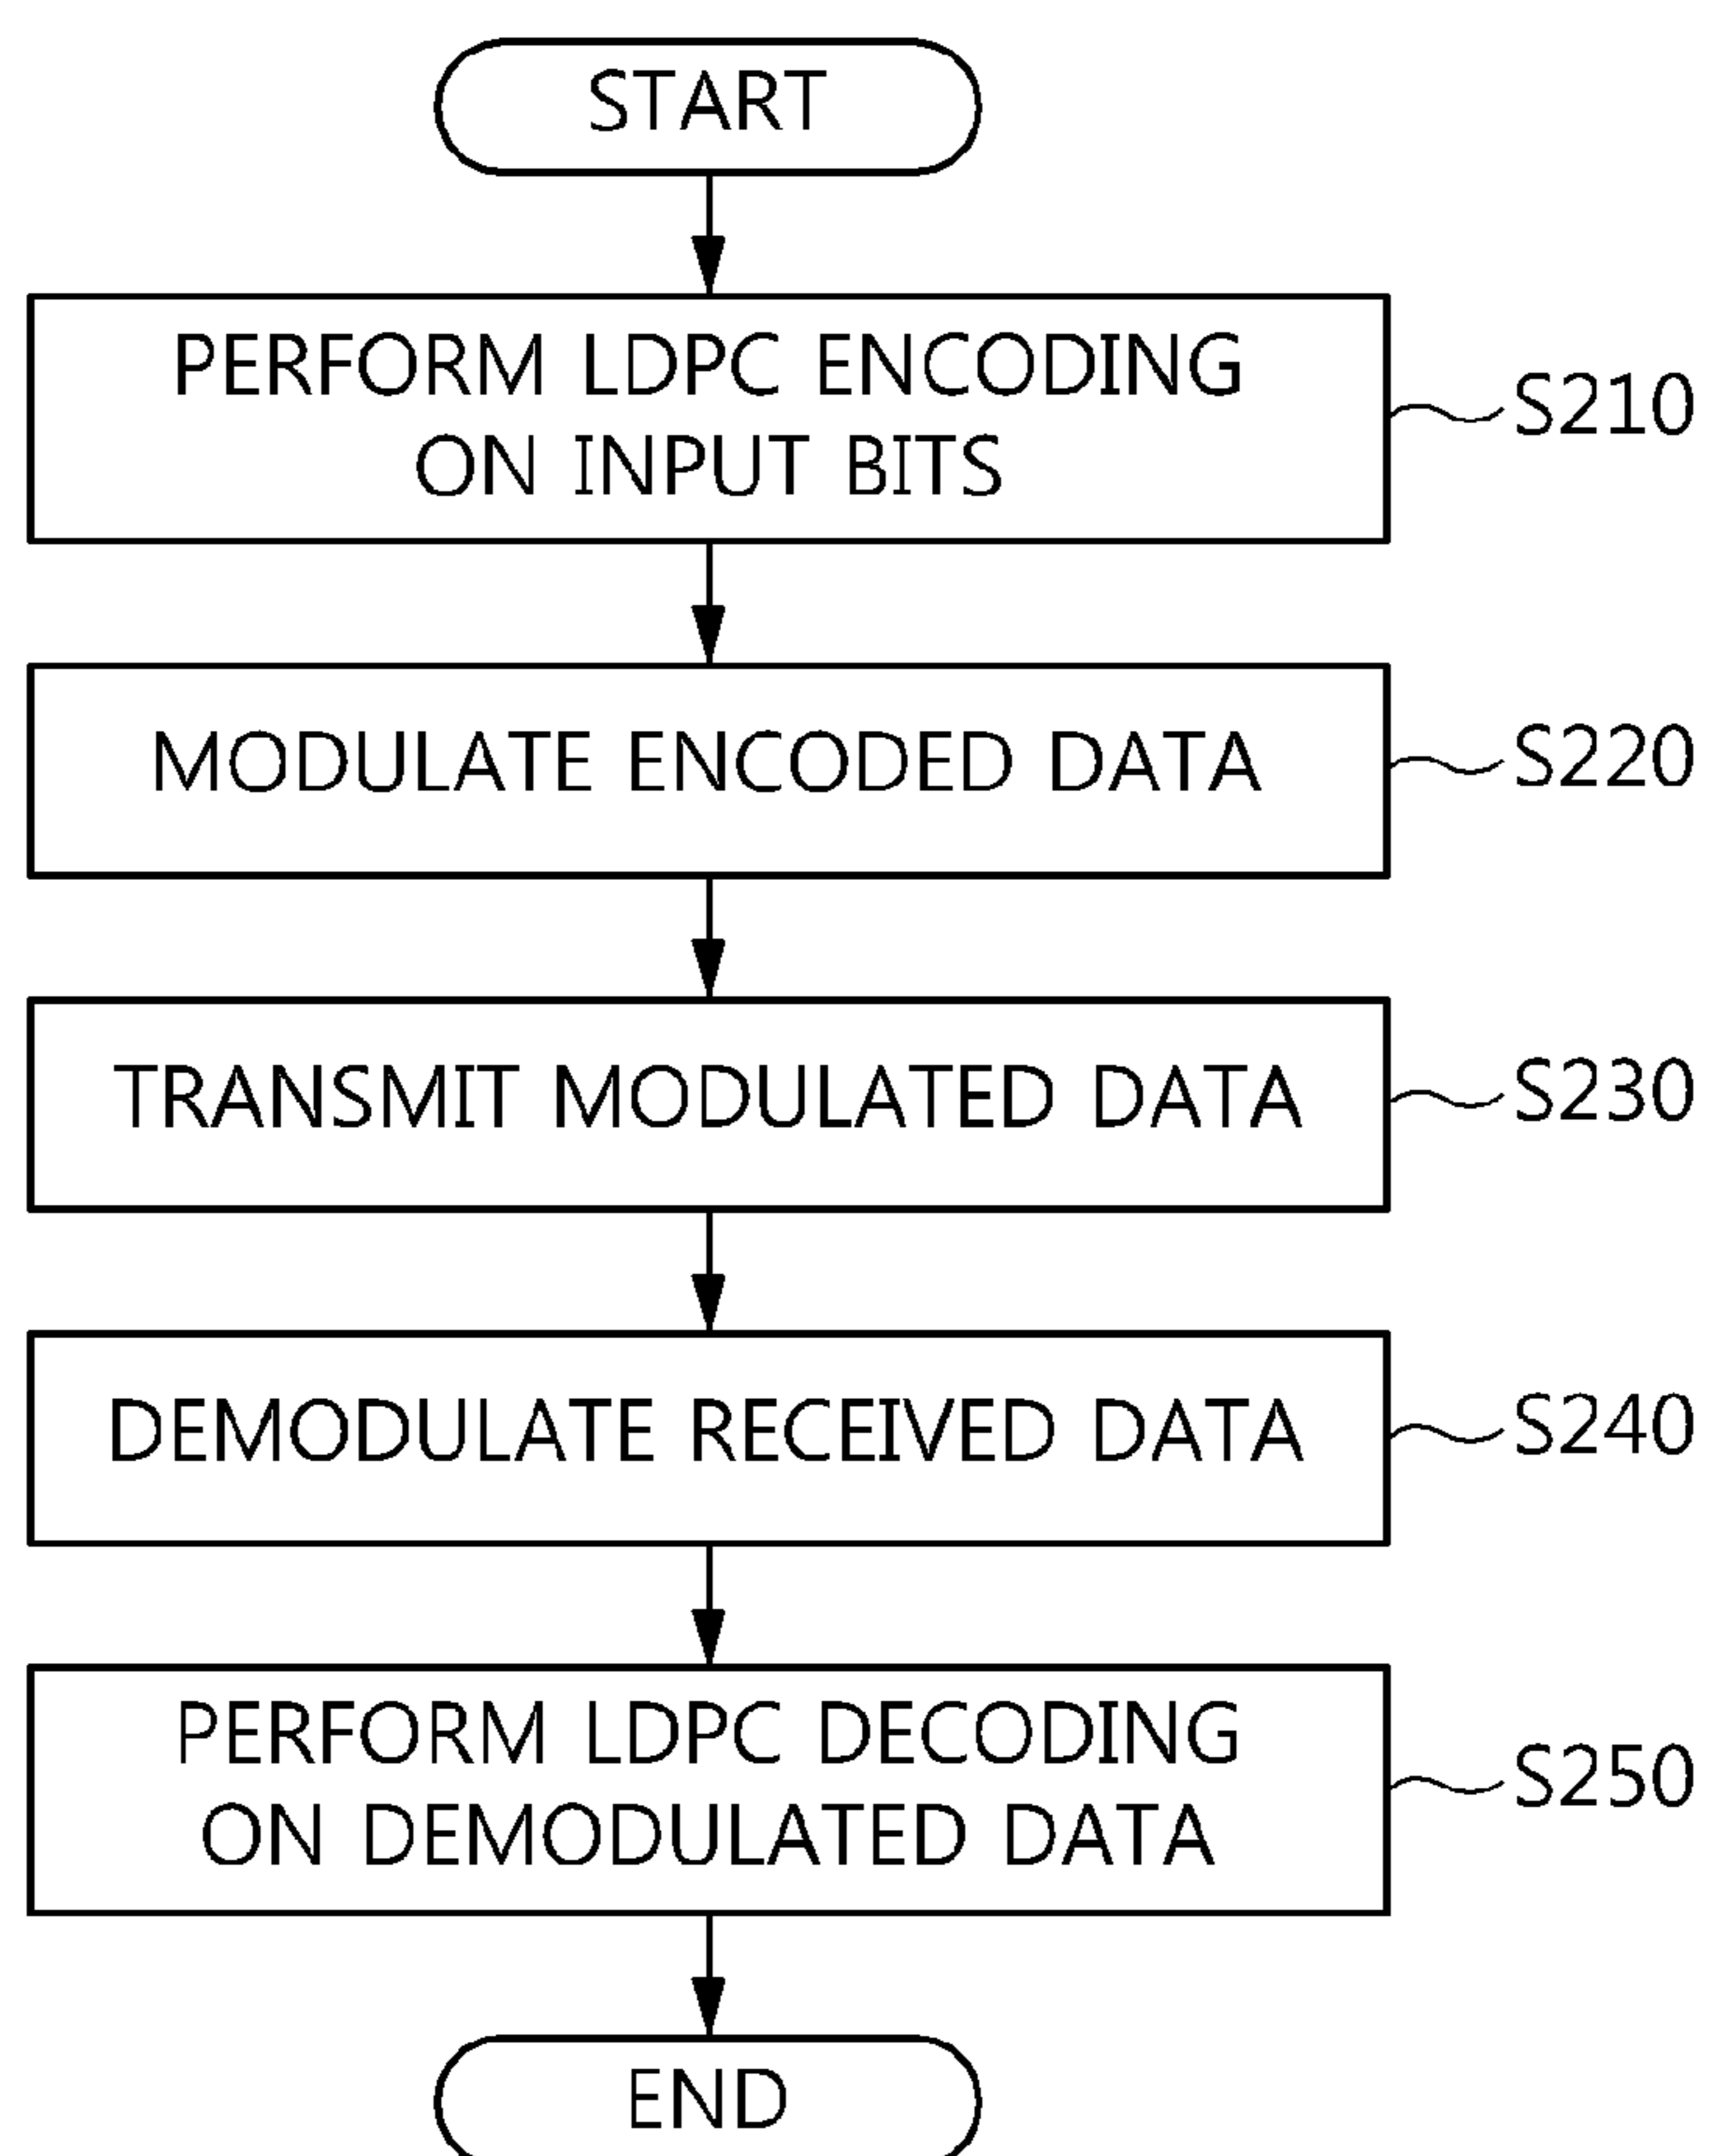 START
PERFORM LDPC ENCODING
ON INPUT BITS
S210
MODULATE ENCODED DATA
S220
TRANSMIT MODULATED DATA
S230
DEMODULATE RECEIVED DATA
S240
PERFORM LDPC DECODING
ON DEMODULATED DATA
S250
END